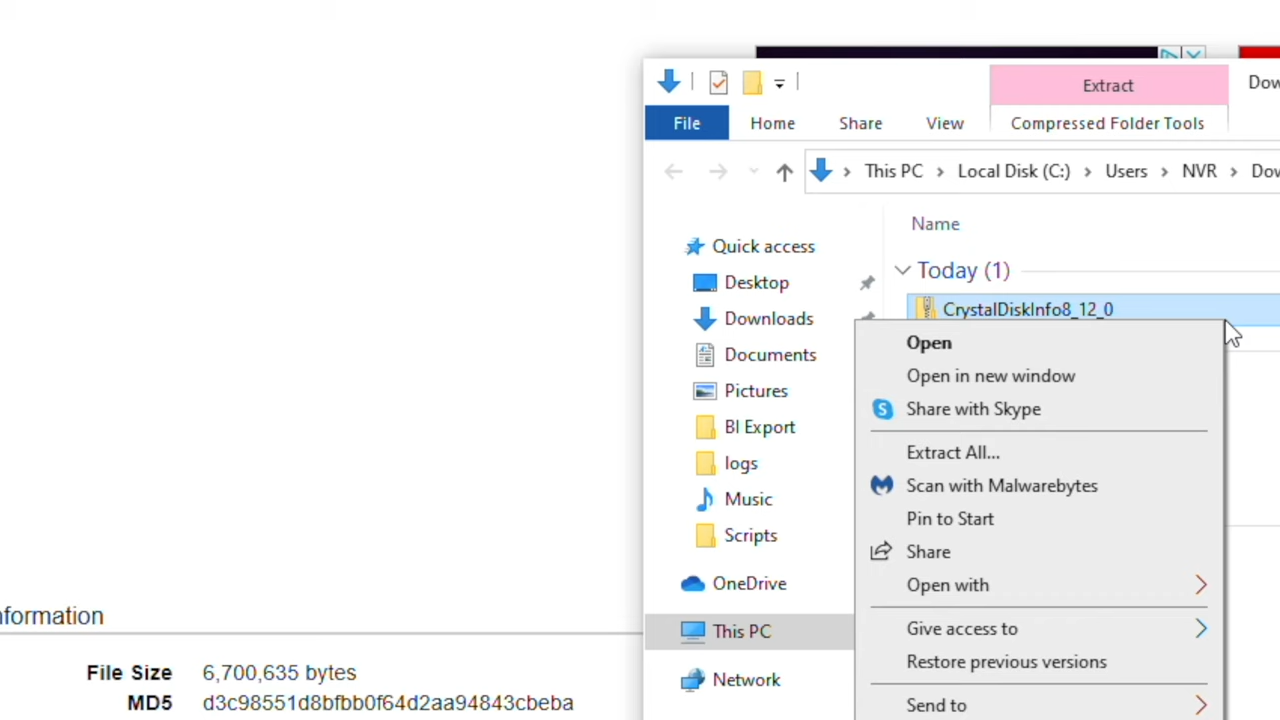 Extract
Dow
File
Home
Share
View
Compressed Folder Tools
This PC
Local Disk (C:)
Users
NVR
Dow
Name
Quick access
Today (1)
Desktop
CrystalDiskInfo8_12_0
Downloads
Documents
Pictures
BI Export
logs
Music
Scripts
OneDrive
This PC
Network
Open
Open in new window
Share with Skype
Extract All...
Scan with Malwarebytes
Pin to Start
Share
Open with
Give access to
Restore previous versions
Send to
nformation
File Size 6,700,635 bytes
MD5 d3c98551d8bfbb0f64d2aa94843cbeba